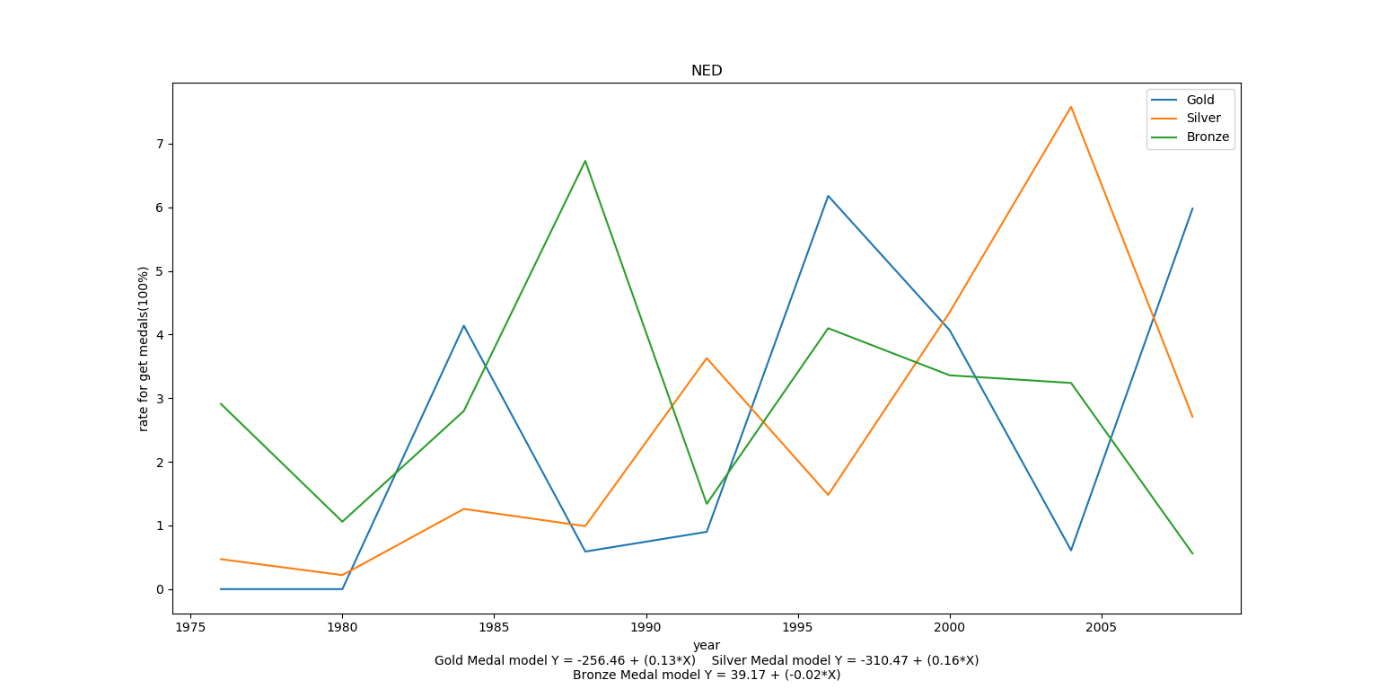 NED
Gold
Silver
Bronze
7
6
5
4
3
2
1
0
rate for get medals(100%)
1975 1980 1985 1990 1995 2000 2005
year
Gold Medal model Y = -256.46 + (0.13*X)    Silver Medal model Y = -310.47 + (0.16*X)
Bronze Medal model Y = 39.17 + (-0.02*X)